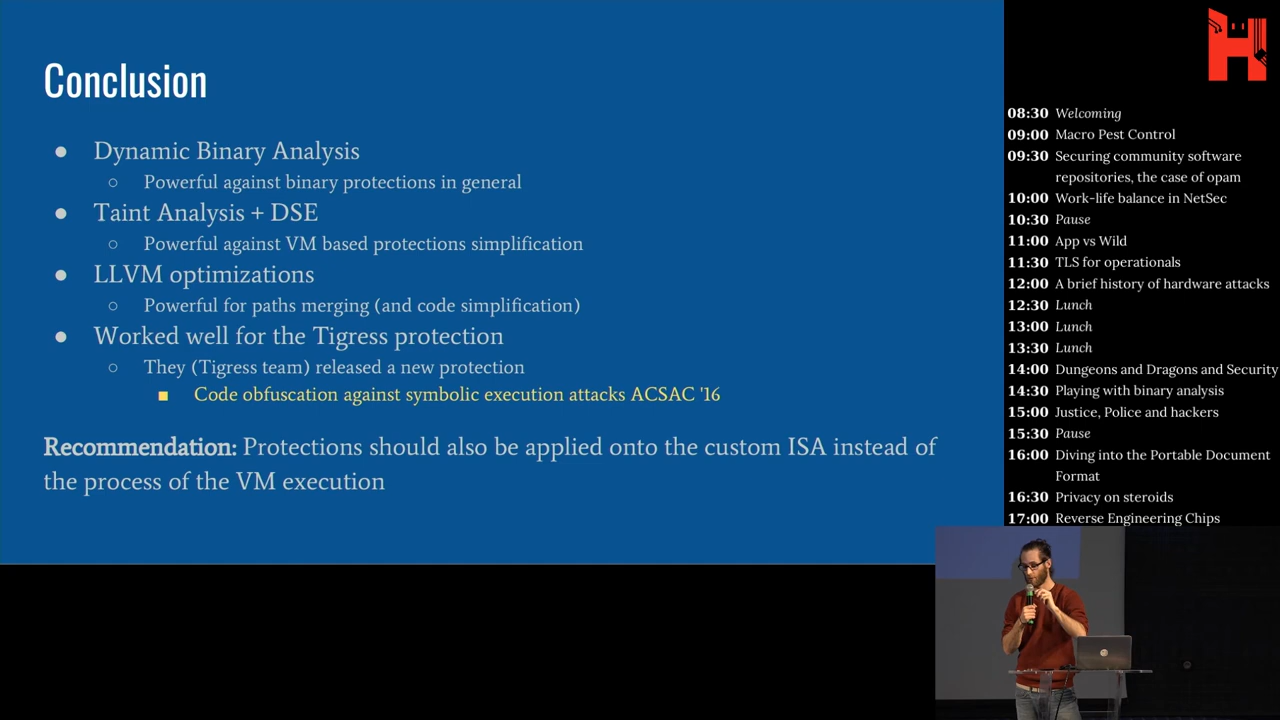 Conclusion
● Dynamic Binary Analysis
○ Powerful against binary protections in general
● Taint Analysis + DSE
○ Powerful against VM based protections simplification
● LLVM optimizations
○ Powerful for paths merging (and code simplification)
● Worked well for the Tigress protection
○ They (Tigress team) released a new protection
■ Code obfuscation against symbolic execution attacks ACSAC '16
Recommendation: Protections should also be applied onto the custom ISA instead of
the process of the VM execution
08:30 Welcoming
09:00 Macro Pest Control
09:30 Securing community software
repositories, the case of opam
10:00 Work-life balance in NetSec
10:30 Pause
11:00 App vs Wild
11:30 TLS for operationals
12:00 A brief history of hardware attacks
12:30 Lunch
13:00 Lunch
13:30 Lunch
14:00 Dungeons and Dragons and Security
14:30 Playing with binary analysis
15:00 Justice, Police and hackers
15:30 Pause
16:00 Diving into the Portable Document
Format
16:30 Privacy on steroids
17:00 Reverse Engineering Chips